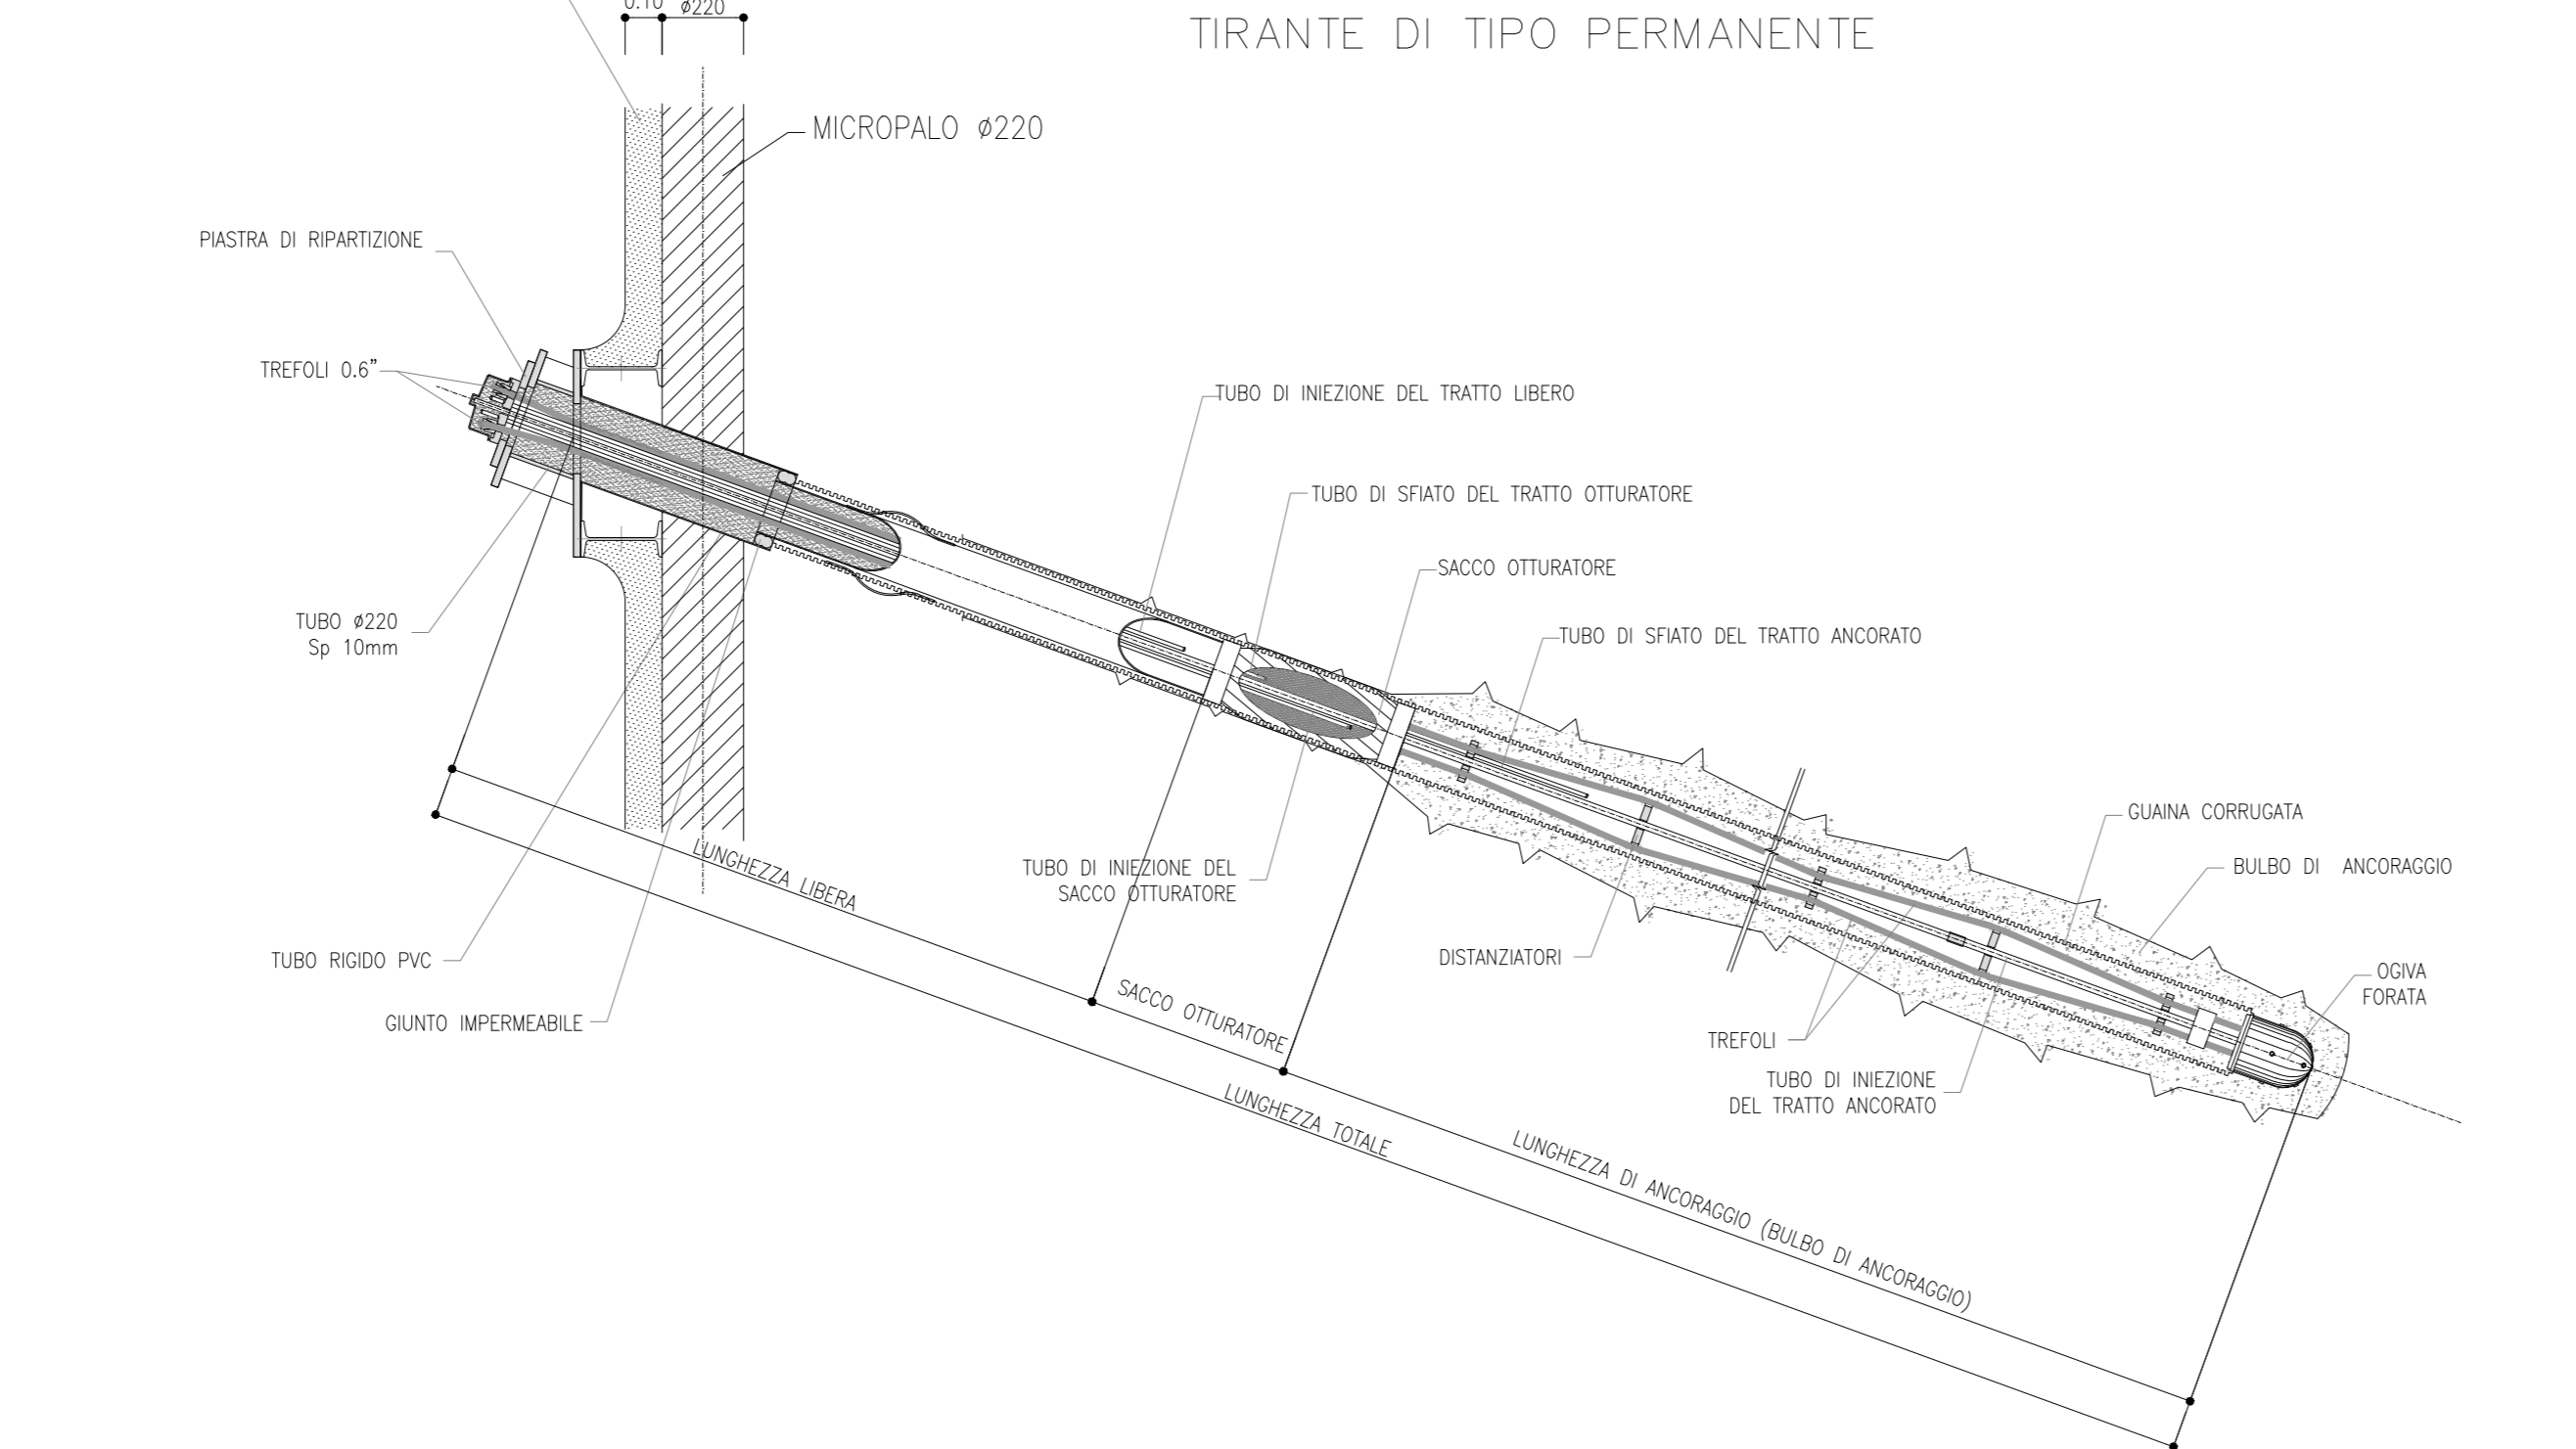 0.10
ø220
TIRANTE DI TIPO PERMANENTE
MICROPALO ø220
PIASTRA DI RIPARTIZIONE
TREFOLI 0.6”
TUBO DI INIEZIONE DEL TRATTO LIBERO
TUBO DI SFIATO DEL TRATTO OTTURATORE
SACCO OTTURATORE
TUBO ø220
Sp 10mm
TUBO DI SFIATO DEL TRATTO ANCORATO
GUAINA CORRUGATA
BULBO DI ANCORAGGIO
LUNGHEZZA LIBERA
TUBO DI INIEZIONE DEL
SACCO OTTURATORE
DISTANZIATORI
TUBO RIGIDO PVC
OGIVA
FORATA
GIUNTO IMPERMEABILE
SACCO OTTURATORE
TREFOLI
TUBO DI INIEZIONE
DEL TRATTO ANCORATO
LUNGHEZZA TOTALE
LUNGHEZZA DI ANCORAGGIO (BULBO DI ANCORAGGIO)